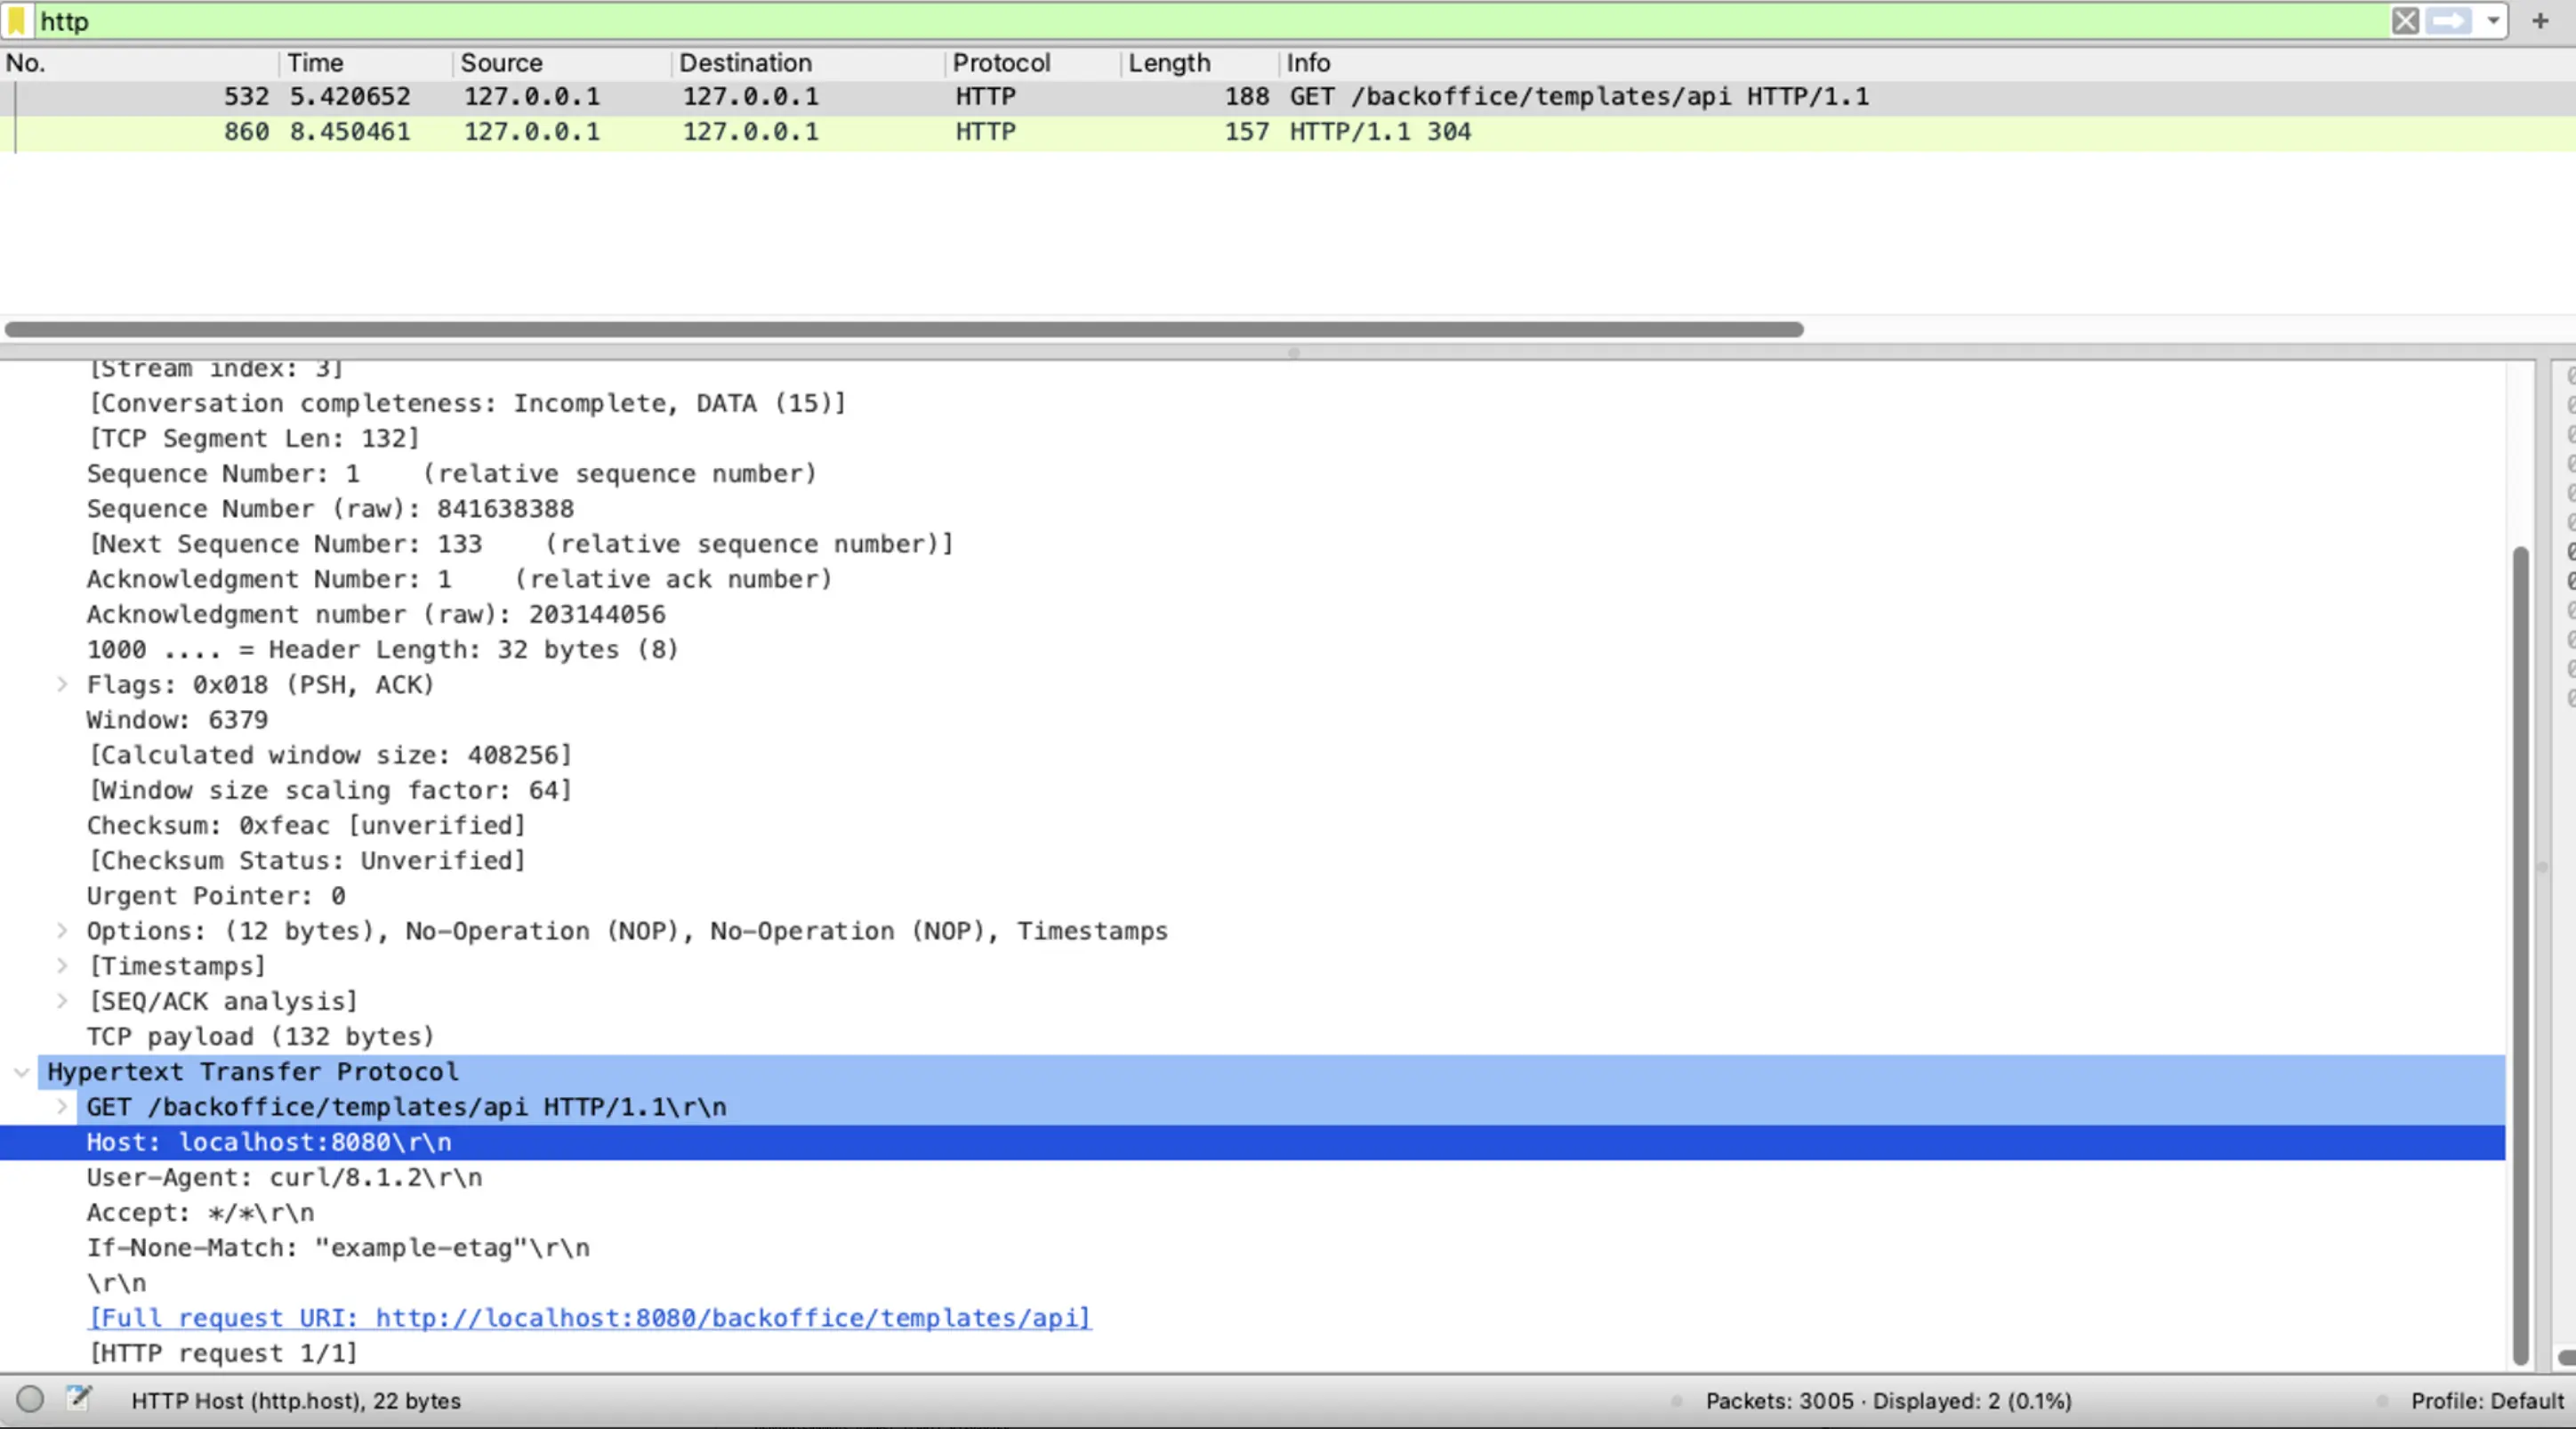 http
No. Time Source Destination Protocol Length Info
532 5.420652 127.0.0.1 127.0.0.1 HTTP 188 GET /backoffice/templates/api HTTP/1.1
860 8.450461 127.0.0.1 127.0.0.1 HTTP 157 HTTP/1.1 304
[Stream index: 3]
[Conversation completeness: Incomplete, DATA (15)]
[TCP Segment Len: 132]
Sequence Number: 1    (relative sequence number)
Sequence Number (raw): 841638388
[Next Sequence Number: 133    (relative sequence number)]
Acknowledgment Number: 1    (relative ack number)
Acknowledgment number (raw): 203144056
1000 .... = Header Length: 32 bytes (8)
Flags: 0x018 (PSH, ACK)
Window: 6379
[Calculated window size: 408256]
[Window size scaling factor: 64]
Checksum: 0xfeac [unverified]
[Checksum Status: Unverified]
Urgent Pointer: 0
Options: (12 bytes), No-Operation (NOP), No-Operation (NOP), Timestamps
[Timestamps]
[SEQ/ACK analysis]
TCP payload (132 bytes)
Hypertext Transfer Protocol
GET /backoffice/templates/api HTTP/1.1\r\n
Host: localhost:8080\r\n
User-Agent: curl/8.1.2\r\n
Accept: */*\r\n
If-None-Match: "example-etag"\r\n
\r\n
[Full request URI: http://localhost:8080/backoffice/templates/api]
[HTTP request 1/1]
HTTP Host (http.host), 22 bytes Packets: 3005 · Displayed: 2 (0.1%) Profile: Default